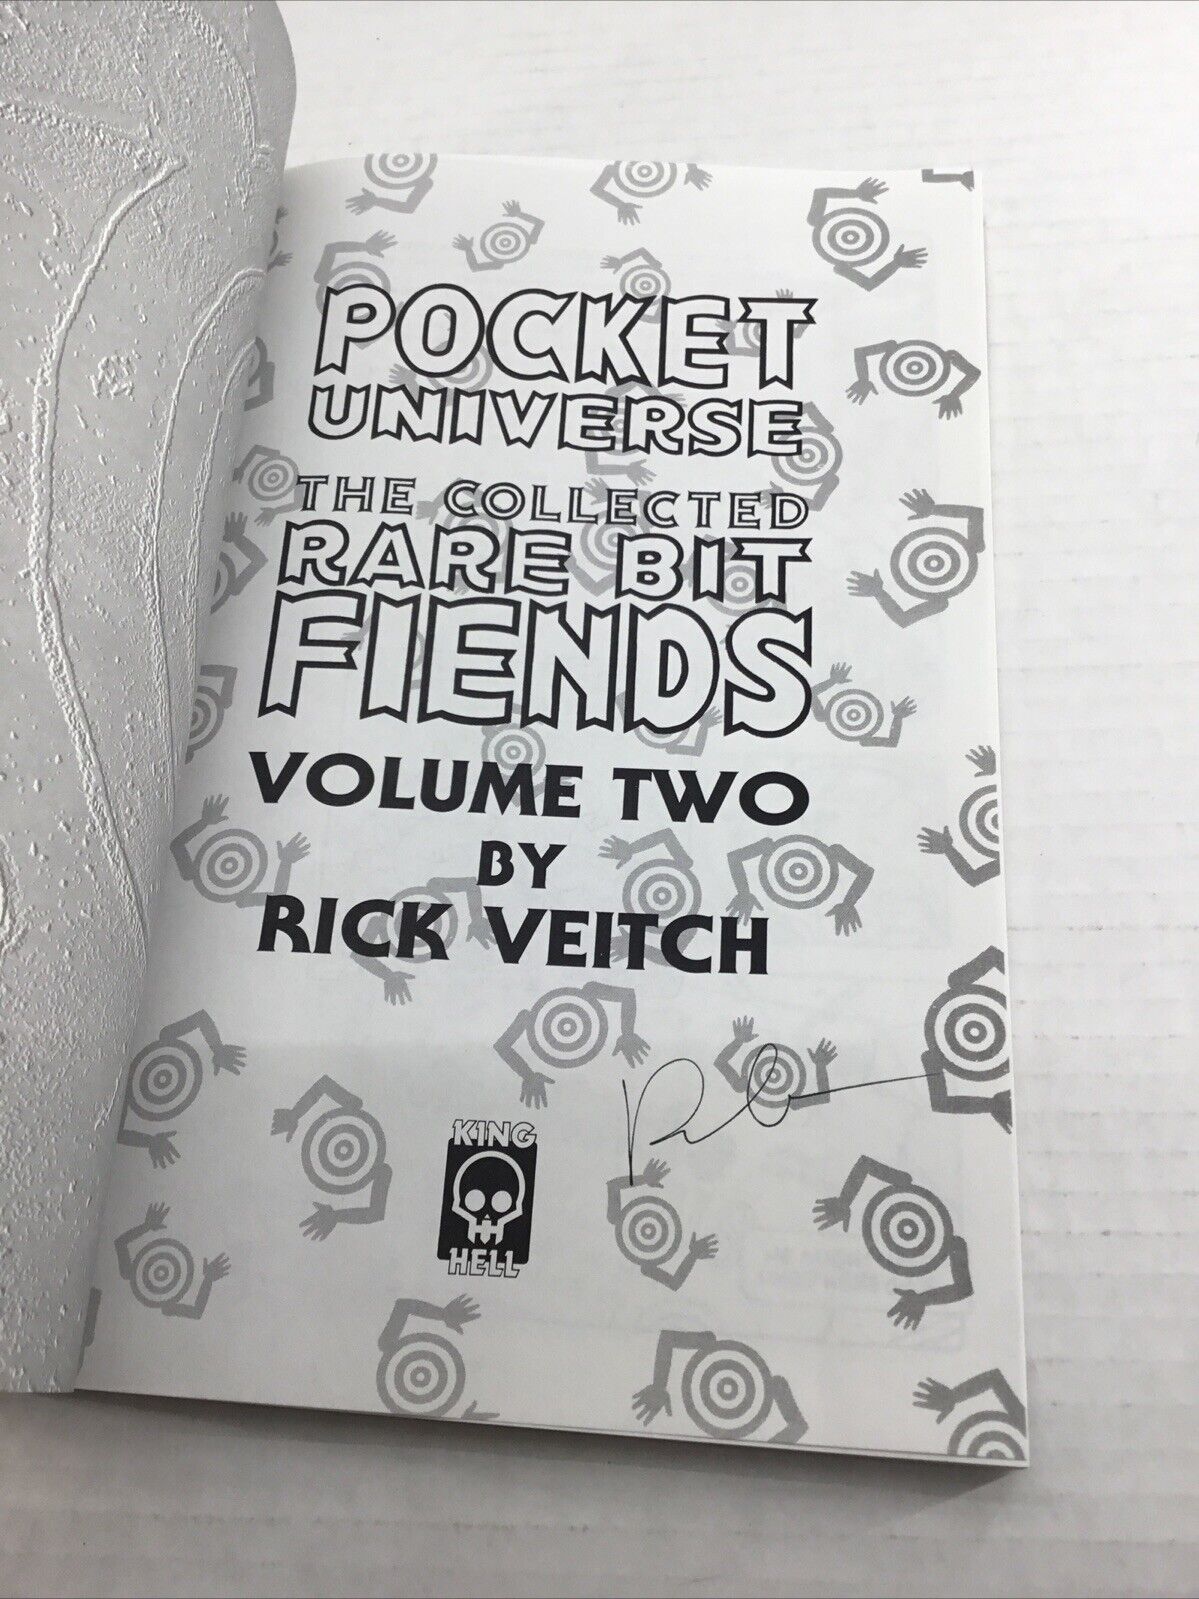 POCKET
UNIVERSE
THE COLLECTED
RARE BIT
FIENDS
VOLUME TWO
BY
RICK VEITCH
KING
HELL